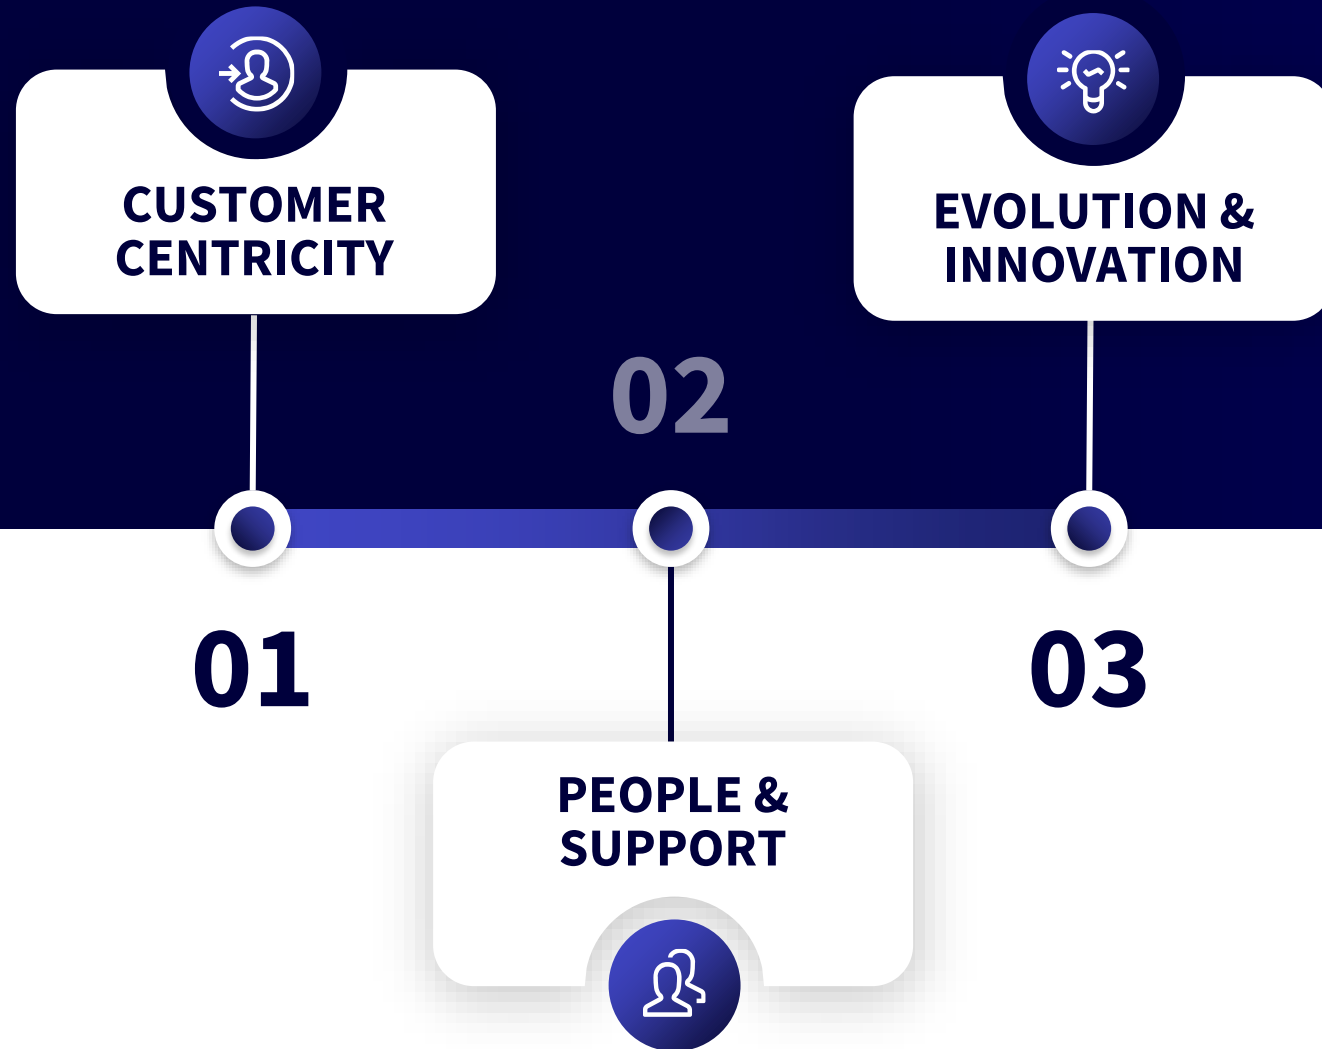 CUSTOMER
CENTRICITY
01
02
PEOPLE &
SUPPORT
EVOLUTION &
INNOVATION
03